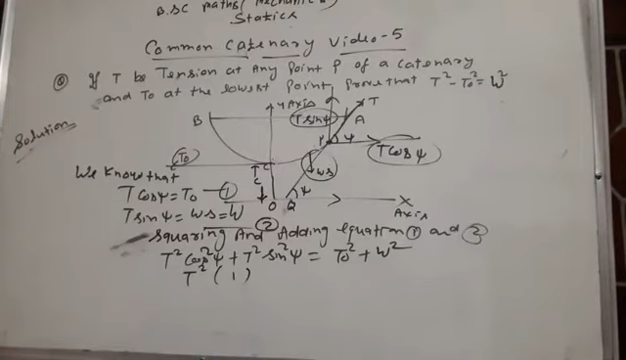 B.SC Maths (Mechanics)
Statics
Common Catenary Video-5
If T be Tension at Any Point P of a Catenary
and To at the lowest Point, Prove that T² - To² = W²
Solution
Y Axis
T
B
T sin ψ
A
P
ψ
To
C
T cos ψ
We Know that
ws
T cos ψ = To — ①
C
ψ
O
Q
X
Axis
T sin ψ = ws = W
②
Squaring And Adding equation ① and ②
T² cos²ψ + T² sin²ψ = To² + W²
T² (1)